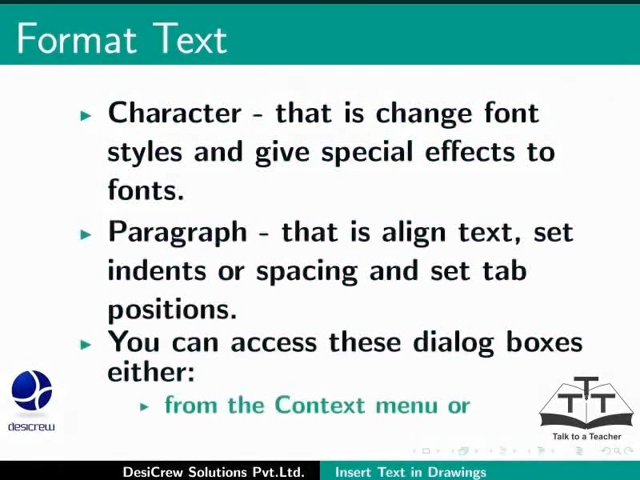 Format Text
Character - that is change font
styles and give special effects to
fonts.
Paragraph - that is align text, set
indents or spacing and set tab
positions.
You can access these dialog boxes
either:
from the Context menu or
desicrew
TTT
Talk to a Teacher
DesiCrew Solutions Pvt.Ltd. Insert Text in Drawings